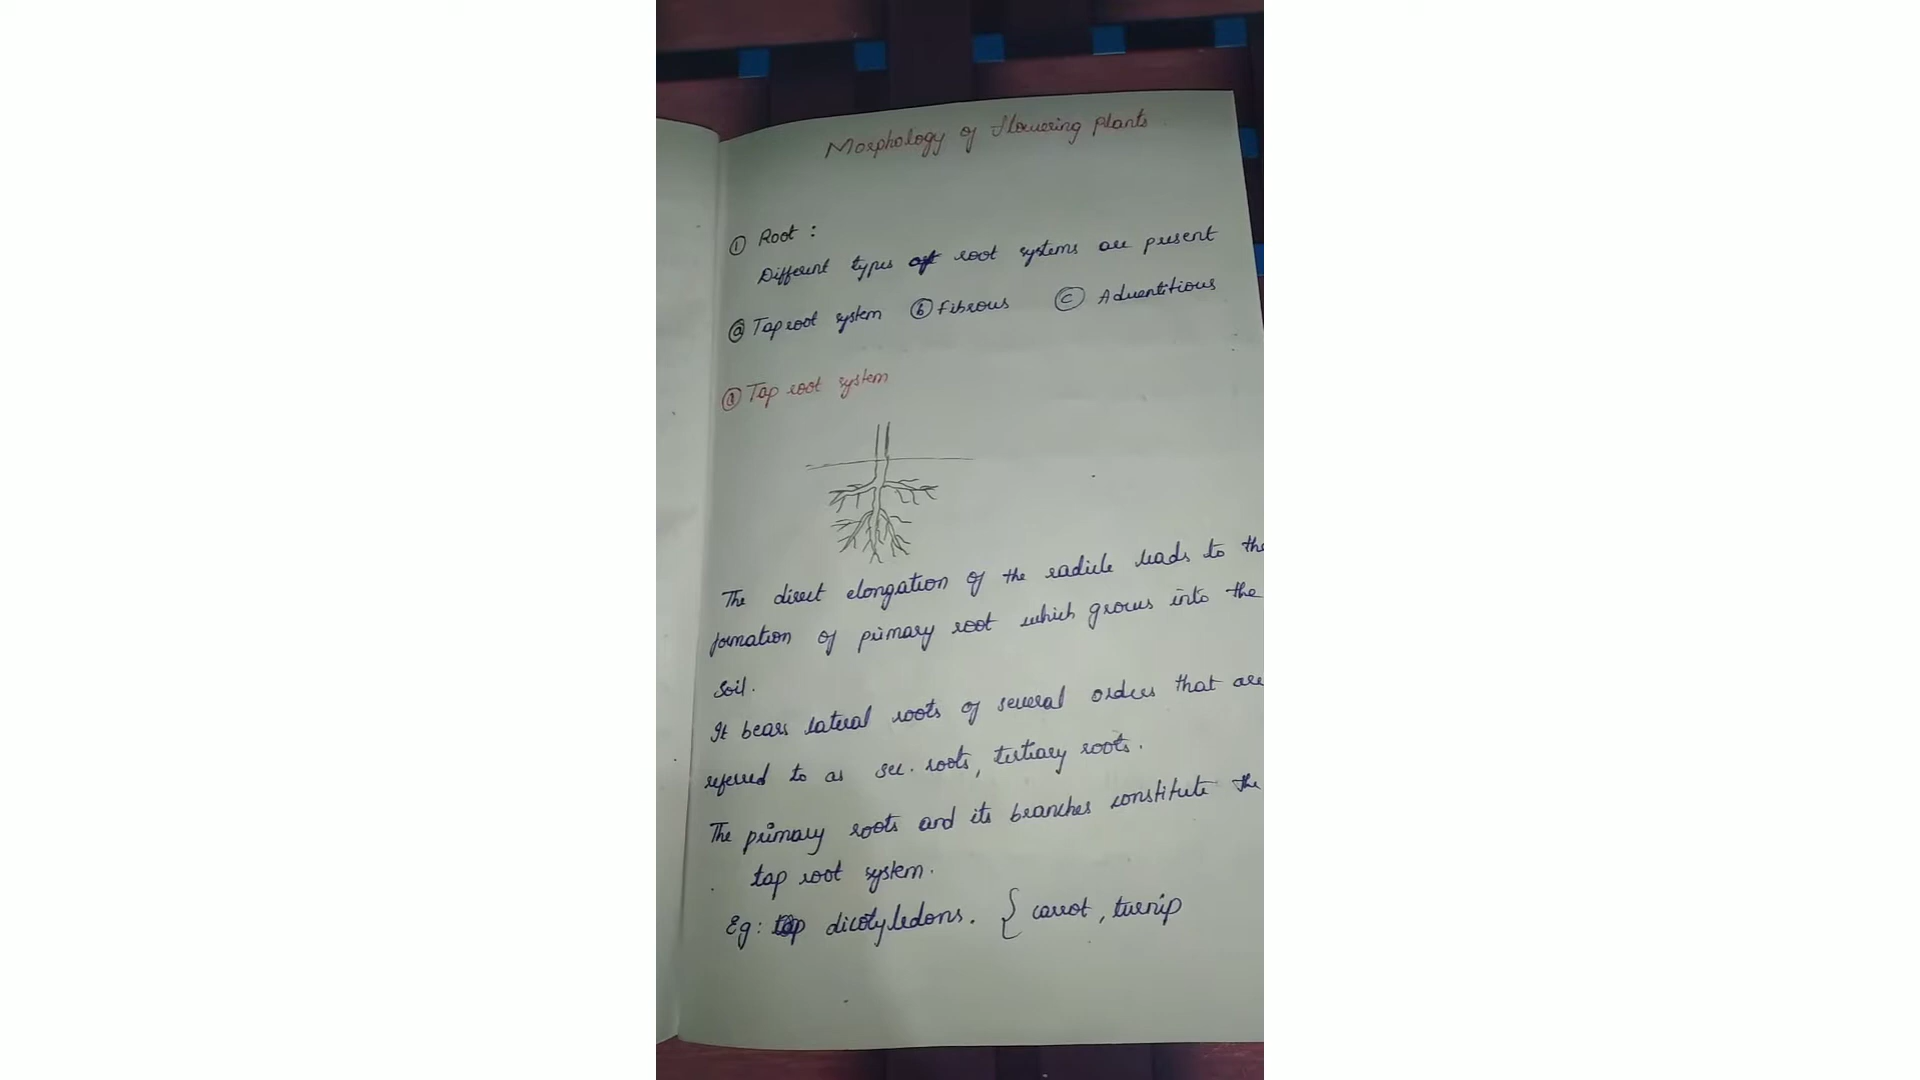 Morphology of flowering plants
① Root :
Different types of root systems are present
ⓐ Tap root system ⓑ Fibrous ⓒ Adventitious
ⓐ Tap root system
The direct elongation of the radicle leads to the
formation of primary root which grows into the
soil.
It bears lateral roots of several orders that are
referred to as sec. roots, tertiary roots.
The primary roots and its branches constitute the
tap root system.
Eg: dicotyledons. { carrot, turnip